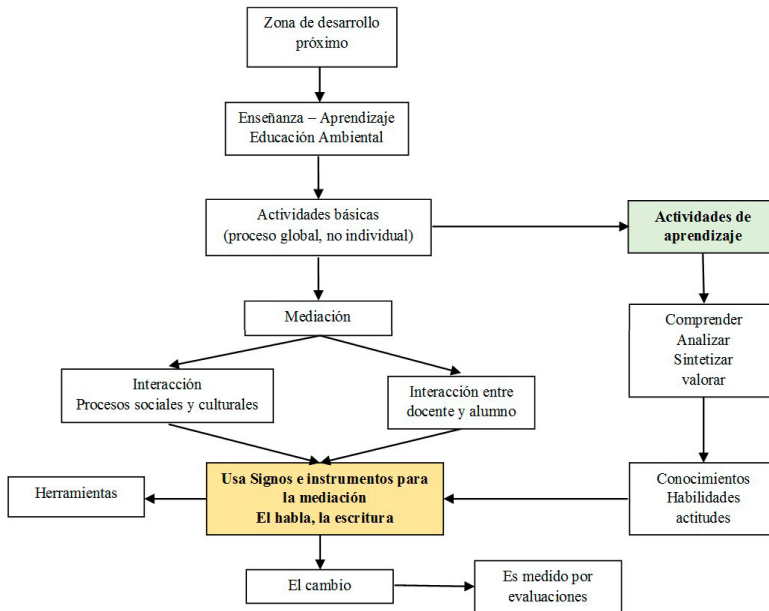 Zona de desarrollo
próximo
Enseñanza – Aprendizaje
Educación Ambiental
Actividades básicas
(proceso global, no individual)
Actividades de
aprendizaje
Mediación
Comprender
Analizar
Sintetizar
valorar
Interacción
Procesos sociales y culturales
Interacción entre
docente y alumno
Herramientas
Usa Signos e instrumentos para
la mediación
El habla, la escritura
Conocimientos
Habilidades
actitudes
El cambio
Es medido por
evaluaciones